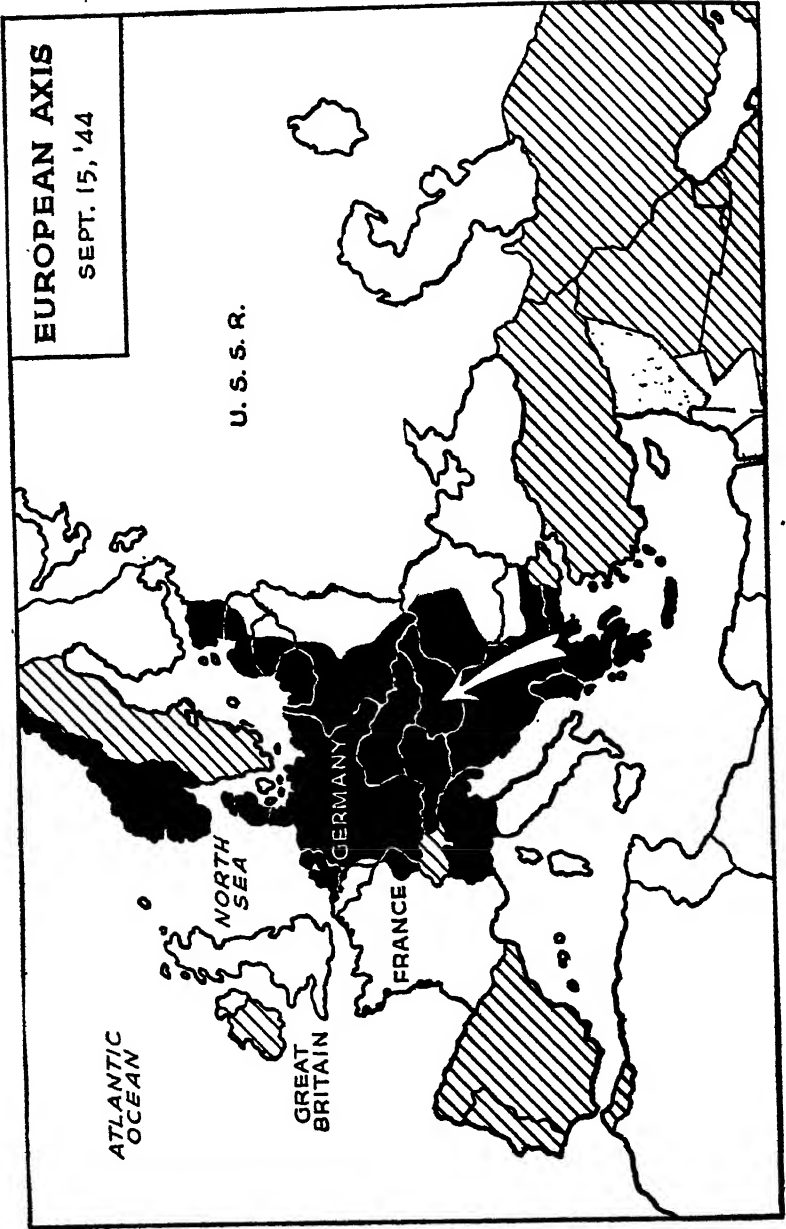 EUROPEAN AXIS
SEPT. 15, '44
U. S. S. R.
ATLANTIC
OCEAN
NORTH
SEA
GREAT
BRITAIN
GERMANY
FRANCE